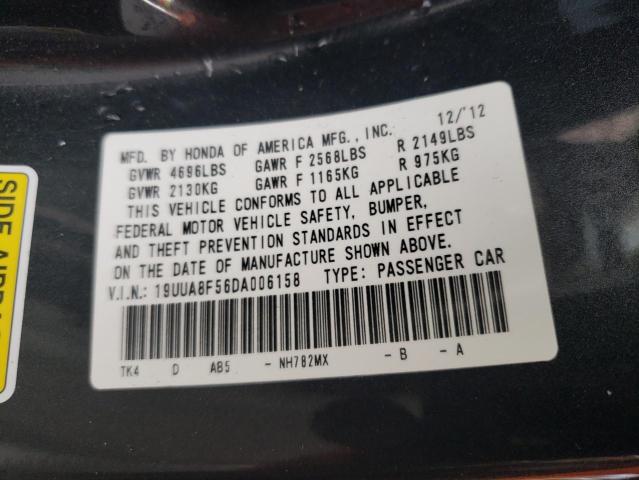 MFD. BY HONDA OF AMERICA MFG., INC. 12/'12
GVWR 4696LBS GAWR F 2568LBS R 2149LBS
GVWR 2130KG GAWR F 1165KG R 975KG
THIS VEHICLE CONFORMS TO ALL APPLICABLE
FEDERAL MOTOR VEHICLE SAFETY, BUMPER,
AND THEFT PREVENTION STANDARDS IN EFFECT
ON THE DATE OF MANUFACTURE SHOWN ABOVE.
V.I.N.: 19UUA8F56DA006158 TYPE: PASSENGER CAR
TK4 D AB5 - NH782MX - B - A
SIDE